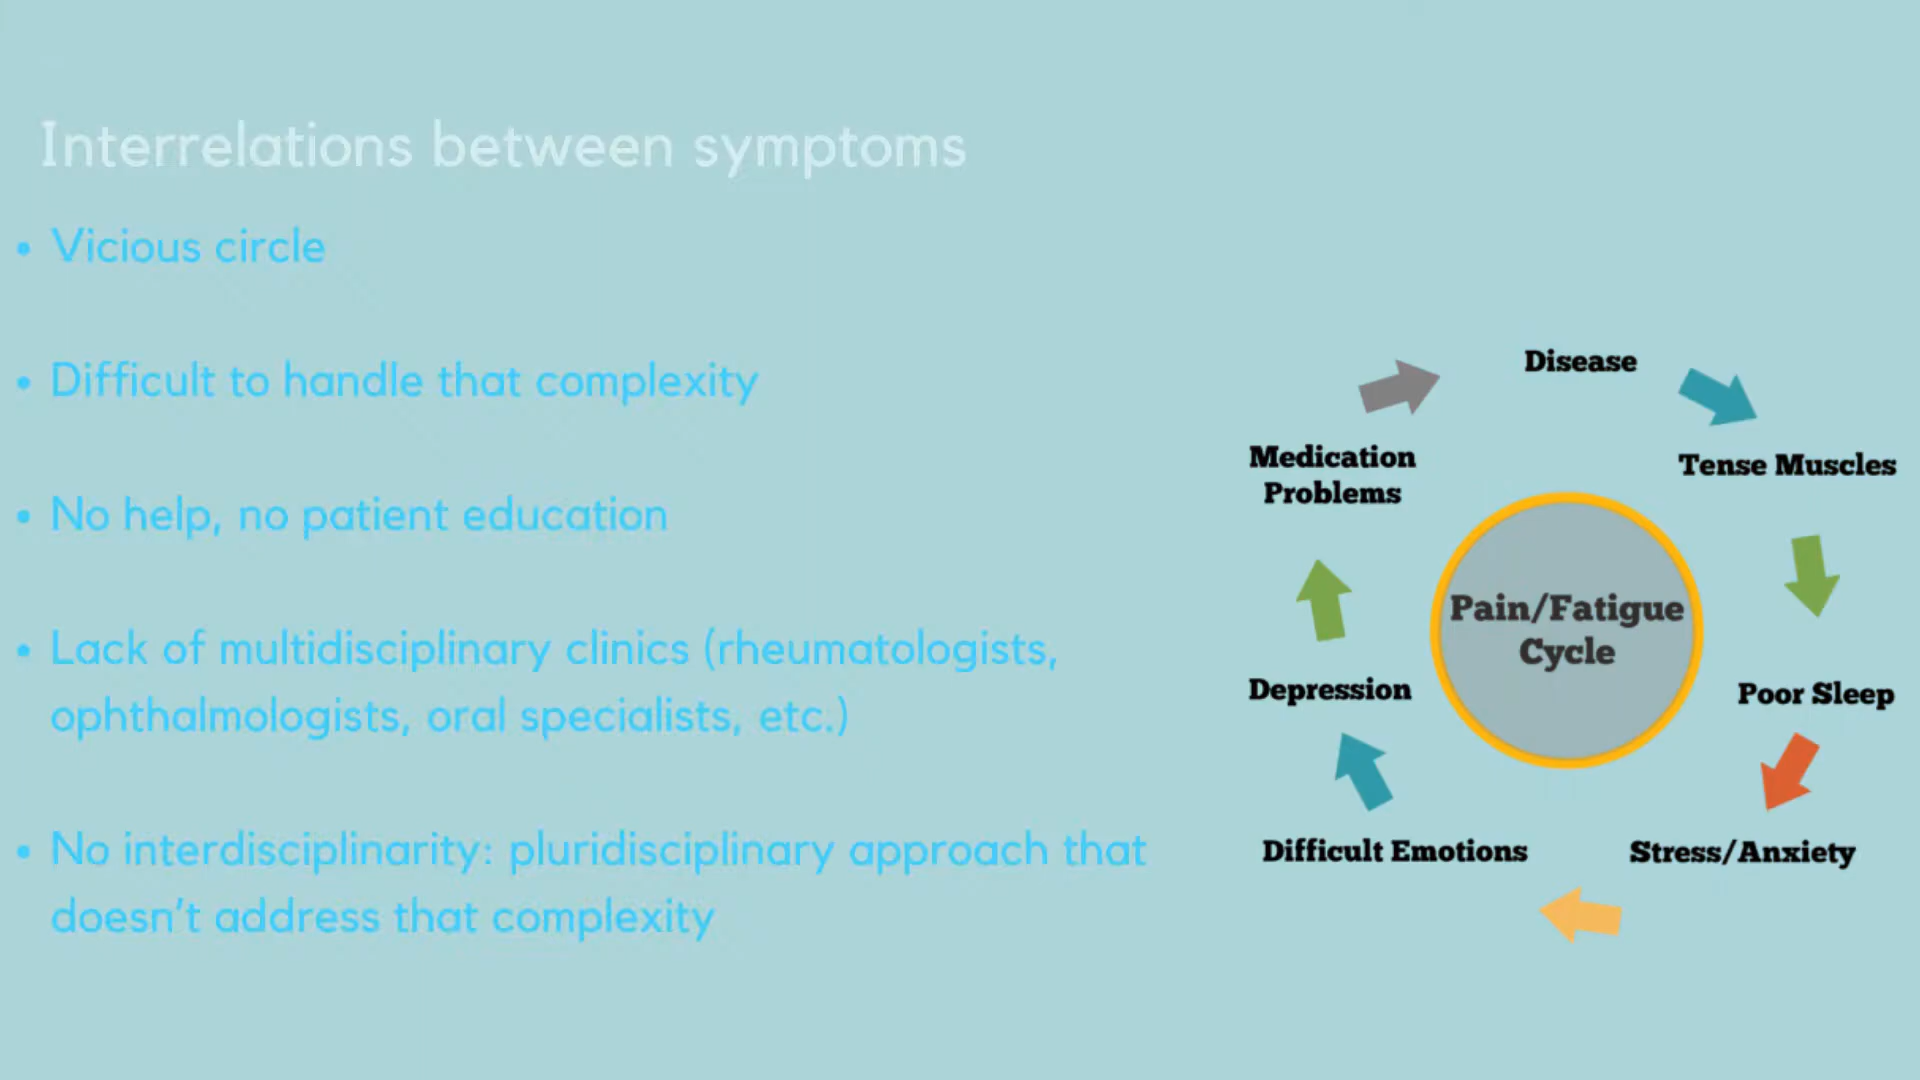 Interrelations between symptoms
• Vicious circle
• Difficult to handle that complexity
• No help, no patient education
• Lack of multidisciplinary clinics (rheumatologists,
ophthalmologists, oral specialists, etc.)
• No interdisciplinarity: pluridisciplinary approach that
doesn't address that complexity
Disease
Tense Muscles
Poor Sleep
Stress/Anxiety
Difficult Emotions
Depression
Medication
Problems
Pain/Fatigue
Cycle